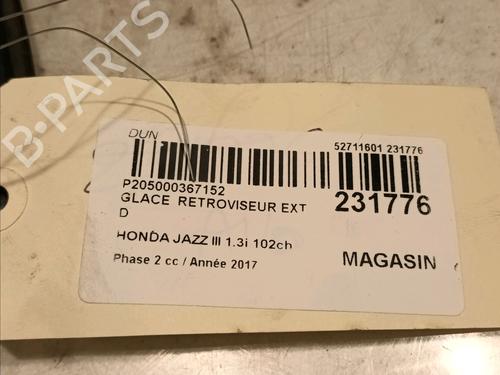 B-PARTS
DUN
52711601 231776
P205000367152
GLACE RETROVISEUR EXT
D
231776
HONDA JAZZ III 1.3i 102ch
Phase 2 cc / Année 2017
MAGASIN